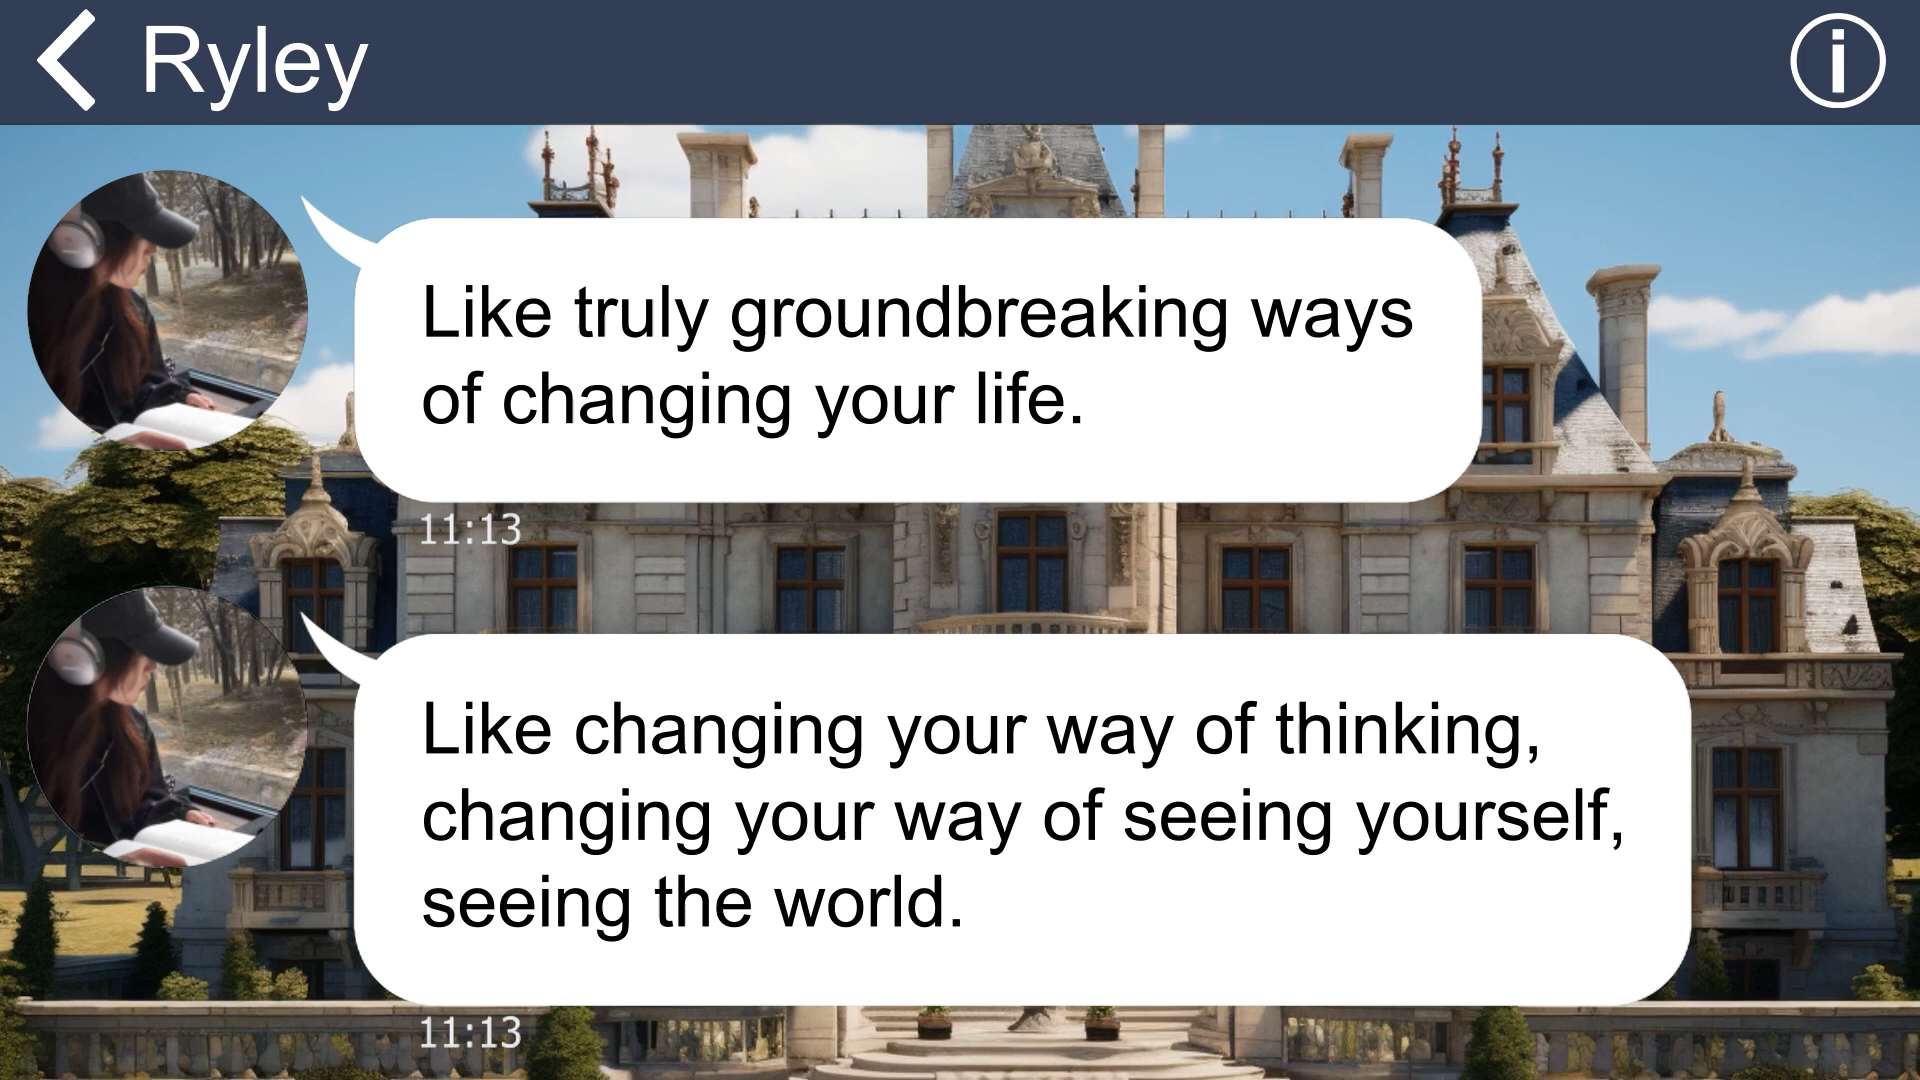 Ryley
Like truly groundbreaking ways
of changing your life.
11:13
Like changing your way of thinking,
changing your way of seeing yourself,
seeing the world.
11:13